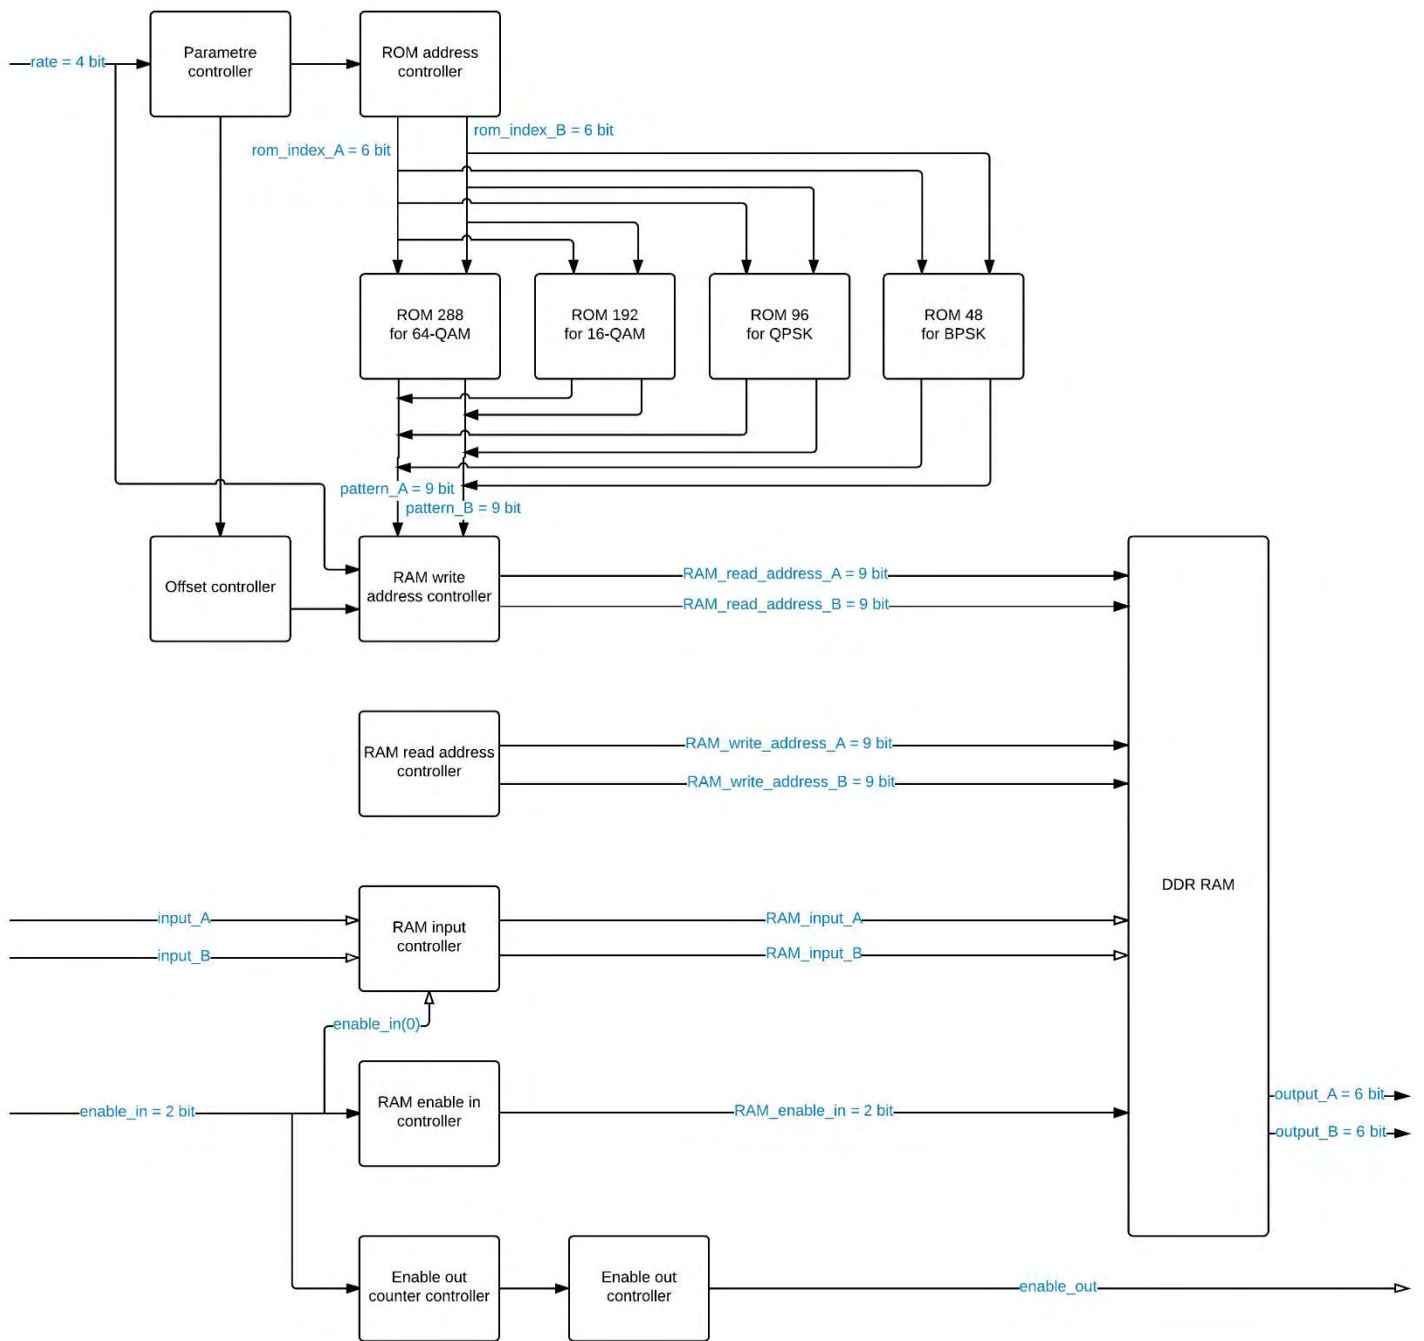 rate = 4 bit
Parametre
controller
ROM address
controller
rom_index_B = 6 bit
rom_index_A = 6 bit
ROM 288
for 64-QAM
ROM 192
for 16-QAM
ROM 96
for QPSK
ROM 48
for BPSK
pattern_A = 9 bit
pattern_B = 9 bit
Offset controller
RAM write
address controller
RAM_read_address_A = 9 bit
RAM_read_address_B = 9 bit
RAM read address
controller
RAM_write_address_A = 9 bit
RAM_write_address_B = 9 bit
DDR RAM
input_A
input_B
RAM input
controller
RAM_input_A
RAM_input_B
enable_in(0)
enable_in = 2 bit
RAM enable in
controller
RAM_enable_in = 2 bit
output_A = 6 bit
output_B = 6 bit
Enable out
counter controller
Enable out
controller
enable_out